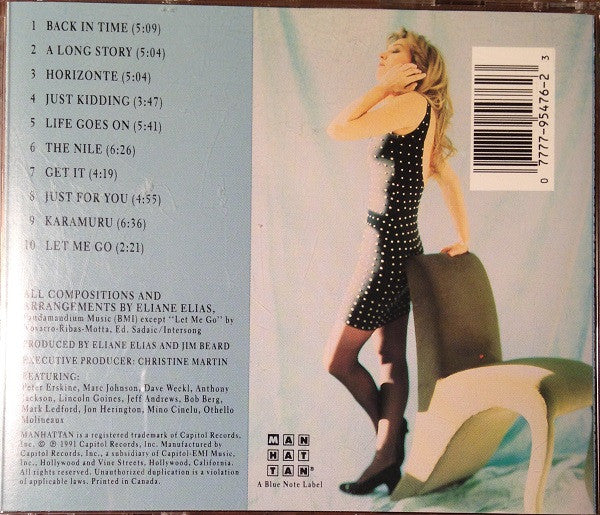 1 BACK IN TIME (5:09)
2 A LONG STORY (5:04)
3 HORIZONTE (5:04)
4 JUST KIDDING (3:47)
5 LIFE GOES ON (5:41)
6 THE NILE (6:26)
7 GET IT (4:19)
8 JUST FOR YOU (4:55)
9 KARAMURU (6:36)
10 LET ME GO (2:21)
ALL COMPOSITIONS AND
ARRANGEMENTS BY ELIANE ELIAS,
Music (BMI) except "Let Me Go" by
Novarro-Ribas-Motta, Ed. Sadaic/Intersong
PRODUCED BY ELIANE ELIAS AND JIM BEARD
EXECUTIVE PRODUCER: CHRISTINE MARTIN
FEATURING:
Peter Erskine, Marc Johnson, Dave Weckl, Anthony
Jackson, Lincoln Goines, Jeff Andrews, Bob Berg,
Mark Ledford, Jon Herington, Mino Cinelu, Othello
Molineaux
MANHATTAN is a registered trademark of Capitol Records,
Inc. © ℗ 1991 Capitol Records, Inc. Manufactured by
Capitol Records, Inc., a subsidiary of Capitol-EMI Music,
Inc., Hollywood and Vine Streets, Hollywood, California.
All rights reserved. Unauthorized duplication is a violation
of applicable laws. Printed in Canada.
MAN
HAT
TAN®
A Blue Note Label
0 7777-95476-2 3